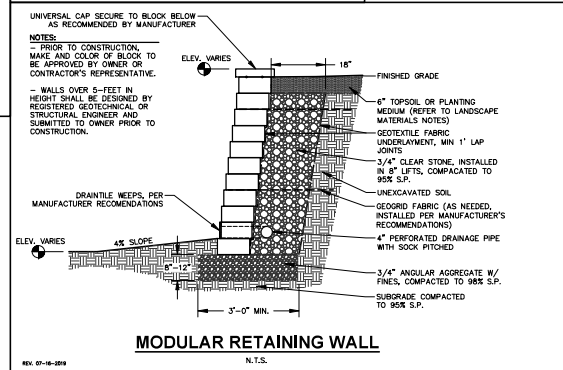 UNIVERSAL CAP SECURE TO BLOCK BELOW
AS RECOMMENDED BY MANUFACTURER
NOTES:
- PRIOR TO CONSTRUCTION,
MAKE AND COLOR OF BLOCK TO
BE APPROVED BY OWNER OR
CONTRACTOR'S REPRESENTATIVE.
- WALLS OVER 5-FEET IN
HEIGHT SHALL BE DESIGNED BY
REGISTERED GEOTECHNICAL OR
STRUCTURAL ENGINEER AND
SUBMITTED TO OWNER PRIOR TO
CONSTRUCTION.
ELEV. VARIES
18"
FINISHED GRADE
6" TOPSOIL OR PLANTING
MEDIUM (REFER TO LANDSCAPE
MATERIALS NOTES)
GEOTEXTILE FABRIC
UNDERLAYMENT, MIN 1' LAP
JOINTS
3/4" CLEAR STONE, INSTALLED
IN 8" LIFTS, COMPACATED TO
95% S.P.
UNEXCAVATED SOIL
GEOGRID FABRIC (AS NEEDED,
INSTALLED PER MANUFACTURER'S
RECOMMENDATIONS)
4" PERFORATED DRAINAGE PIPE
WITH SOCK PITCHED
3/4" ANGULAR AGGREGATE W/
FINES, COMPACTED TO 98% S.P.
SUBGRADE COMPACTED
TO 95% S.P.
DRAINTILE WEEPS, PER
MANUFACTURER RECOMENDATIONS
ELEV. VARIES
4% SLOPE
8"-12"
3'-0" MIN.
MODULAR RETAINING WALL
N.T.S.
REV. 07-16-2019